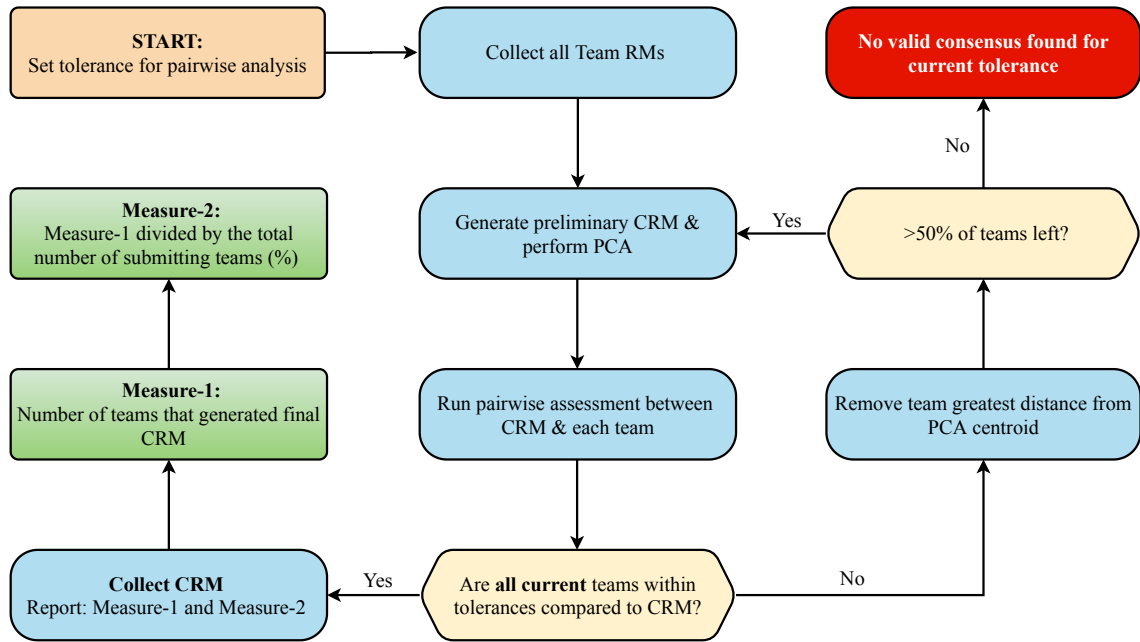 START:
Set tolerance for pairwise analysis
Collect all Team RMs
No valid consensus found for
current tolerance
No
Measure-2:
Measure-1 divided by the total
number of submitting teams (%)
Generate preliminary CRM &
perform PCA
Yes
>50% of teams left?
Measure-1:
Number of teams that generated final
CRM
Run pairwise assessment between
CRM & each team
Remove team greatest distance from
PCA centroid
Collect CRM
Report: Measure-1 and Measure-2
Yes
Are all current teams within
tolerances compared to CRM?
No